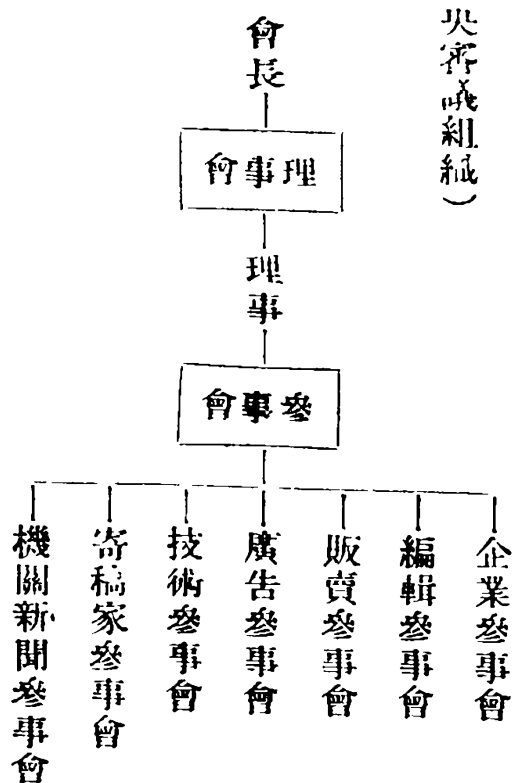 央審議組織）
會長
理事會
理事
參事會
企業參事會
編輯參事會
販賣參事會
廣告參事會
技術參事會
寄稿家參事會
機關新聞參事會